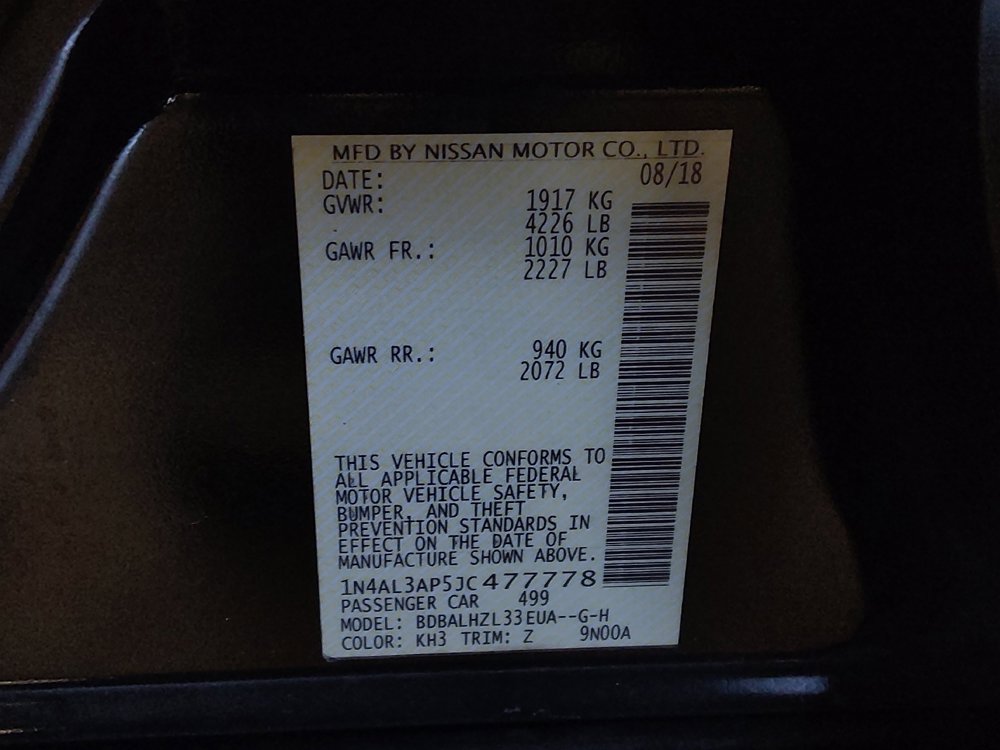 MFD BY NISSAN MOTOR CO., LTD.
DATE: 08/18
GVWR: 1917 KG
4226 LB
GAWR FR.: 1010 KG
2227 LB
GAWR RR.: 940 KG
2072 LB
THIS VEHICLE CONFORMS TO
ALL APPLICABLE FEDERAL
MOTOR VEHICLE SAFETY,
BUMPER, AND THEFT
PREVENTION STANDARDS IN
EFFECT ON THE DATE OF
MANUFACTURE SHOWN ABOVE.
1N4AL3AP5JC477778
PASSENGER CAR 499
MODEL: BDBALHZL33EUA--G-H
COLOR: KH3 TRIM: Z 9N00A